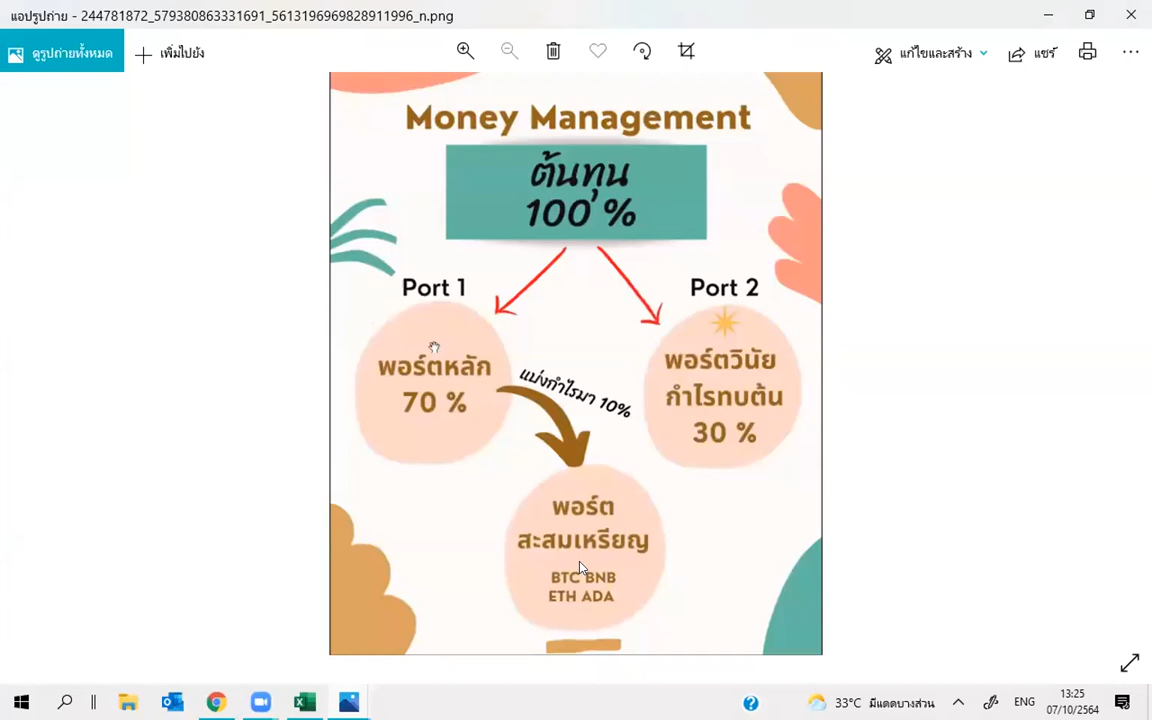 แอปรูปถ่าย - 244781872_579380863331691_5613196969828911996_n.png
ดูรูปถ่ายทั้งหมด
เพิ่มไปยัง
แก้ไขและสร้าง
แชร์
Money Management
ต้นทุน
100 %
Port 1
Port 2
พอร์ตหลัก
70 %
แบ่งกำไรมา 10%
พอร์ตวินัย
กำไรทบต้น
30 %
พอร์ต
สะสมเหรียญ
BTC BNB
ETH ADA
33°C มีแดดบางส่วน
ENG
13:25
07/10/2564